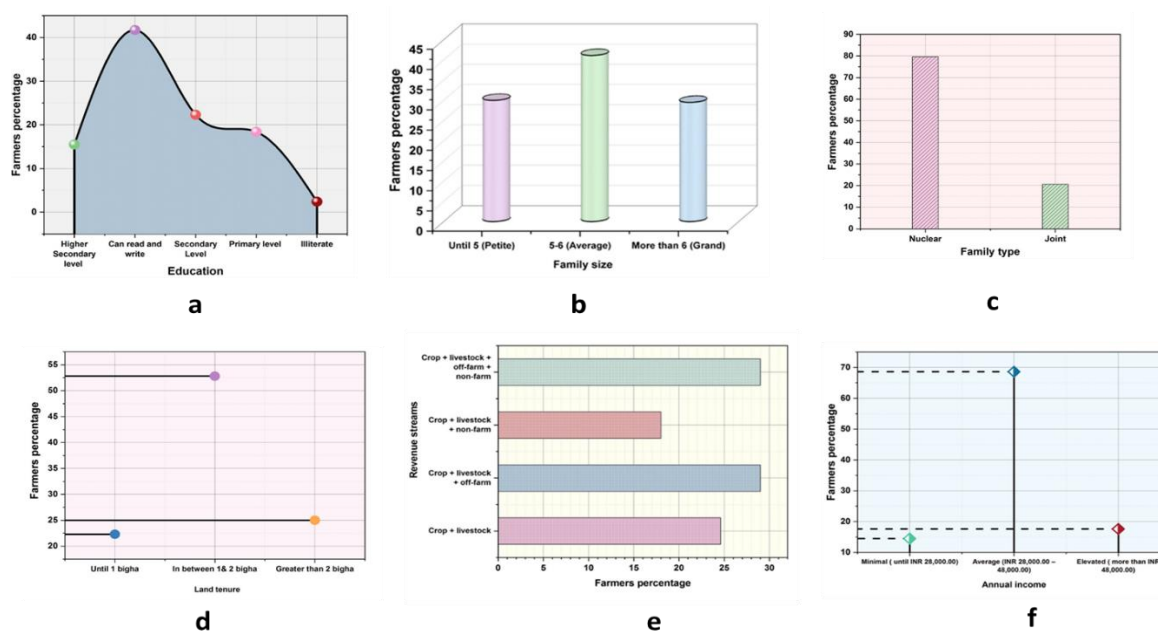 Farmers percentage
40
30
20
10
0
Higher
Secondary
level
Can read and
write
Secondary
Level
Primary level
Illiterate
Education
a
Farmers percentage
45
40
35
30
25
20
15
10
5
0
Until 5 (Petite)
5-6 (Average)
More than 6 (Grand)
Family size
b
Farmers percentage
90
80
70
60
50
40
30
20
10
0
Nuclear
Joint
Family type
c
Farmers percentage
55
50
45
40
35
30
25
20
Until 1 bigha
In between 1& 2 bigha
Greater than 2 bigha
Land tenure
d
Revenue streams
Crop + livestock +
off-farm +
non-farm
Crop + livestock
+ non-farm
Crop + livestock
+ off-farm
Crop + livestock
0
5
10
15
20
25
30
Farmers percentage
e
Farmers percentage
70
60
50
40
30
20
10
Minimal ( until INR 28,000.00)
Average (INR 28,000.00 –
48,000.00)
Elevated ( more than INR
48,000.00)
Annual income
f